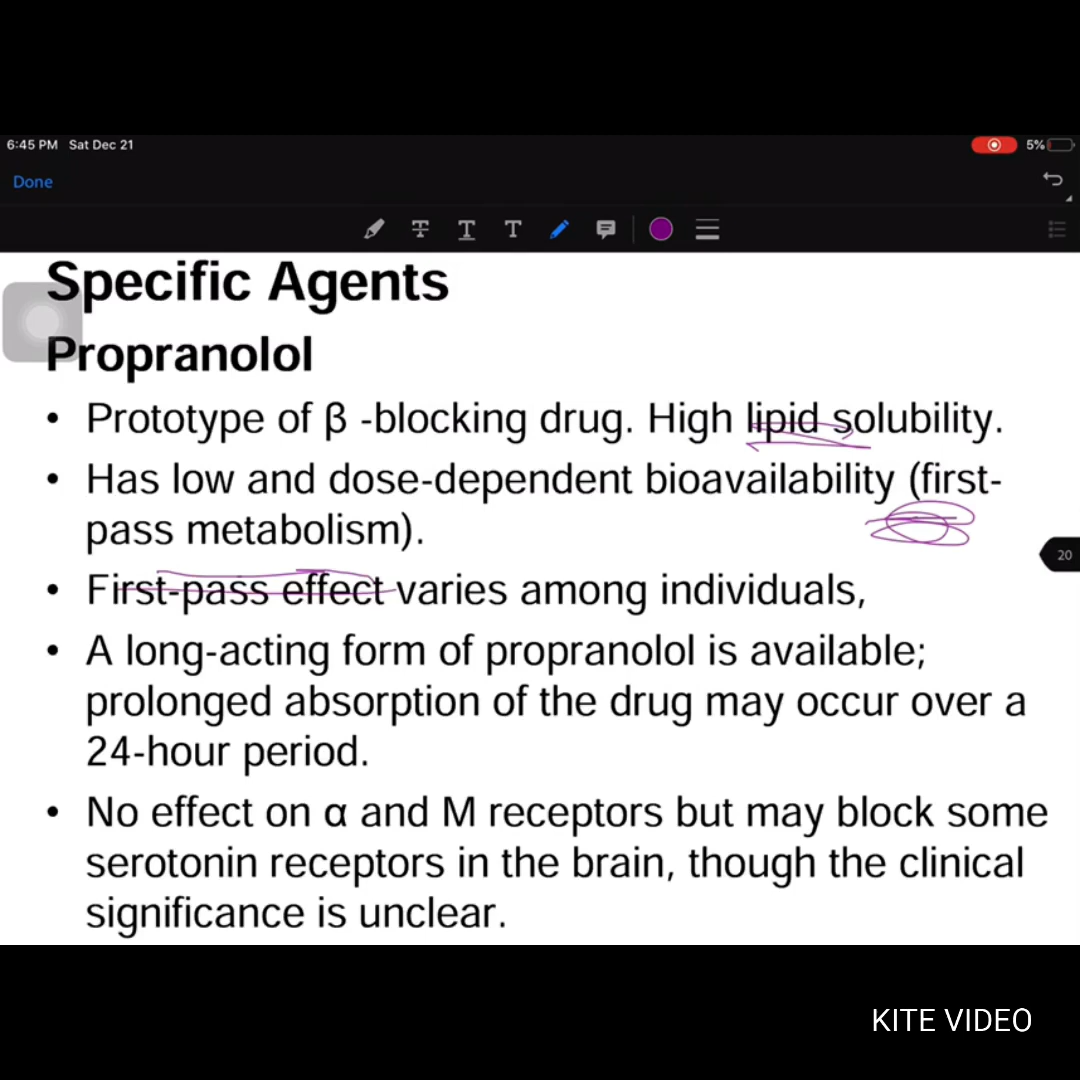 6:45 PM Sat Dec 21
5%
Done
T T T
Specific Agents
Propranolol
• Prototype of β -blocking drug. High lipid solubility.
• Has low and dose-dependent bioavailability (first-
pass metabolism).
• First-pass effect varies among individuals,
20
• A long-acting form of propranolol is available;
prolonged absorption of the drug may occur over a
24-hour period.
• No effect on α and M receptors but may block some
serotonin receptors in the brain, though the clinical
significance is unclear.
KITE VIDEO